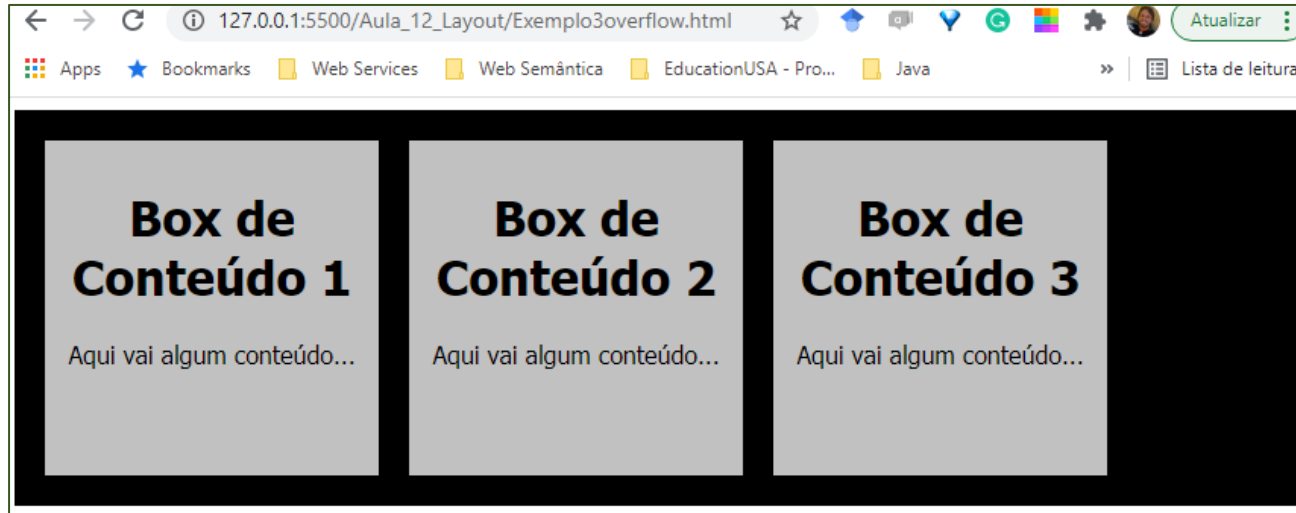 127.0.0.1:5500/Aula_12_Layout/Exemplo3overflow.html Atualizar
Apps Bookmarks Web Services Web Semântica EducationUSA - Pro... Java » Lista de leitura
Box de
Conteúdo 1
Aqui vai algum conteúdo...
Box de
Conteúdo 2
Aqui vai algum conteúdo...
Box de
Conteúdo 3
Aqui vai algum conteúdo...